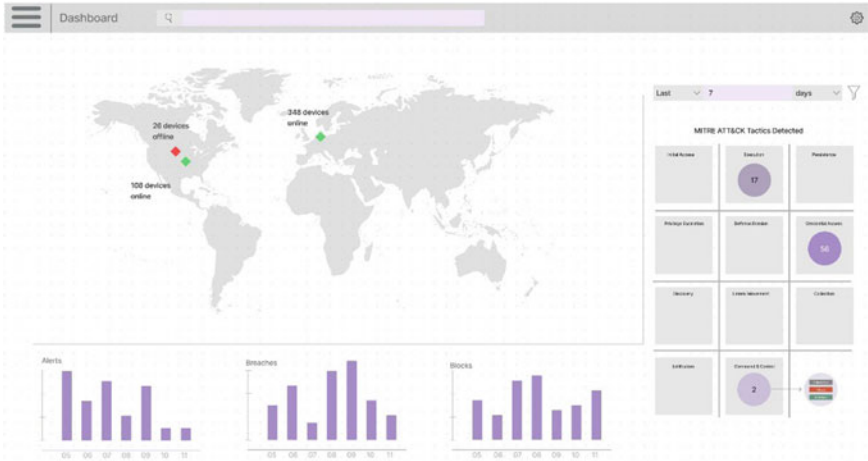 Dashboard
26 devices
offline
348 devices
online
108 devices
online
Last
7
days
MITRE ATT&CK Tactics Detected
Initial Access
Execution
Persistence
17
Privilege Escalation
Defense Evasion
Credential Access
56
Discovery
Lateral Movement
Collection
Exfiltration
Command & Control
2
Alerts
05 06 07 08 09 10 11
Breaches
05 06 07 08 09 10 11
Blocks
05 06 07 08 09 10 11